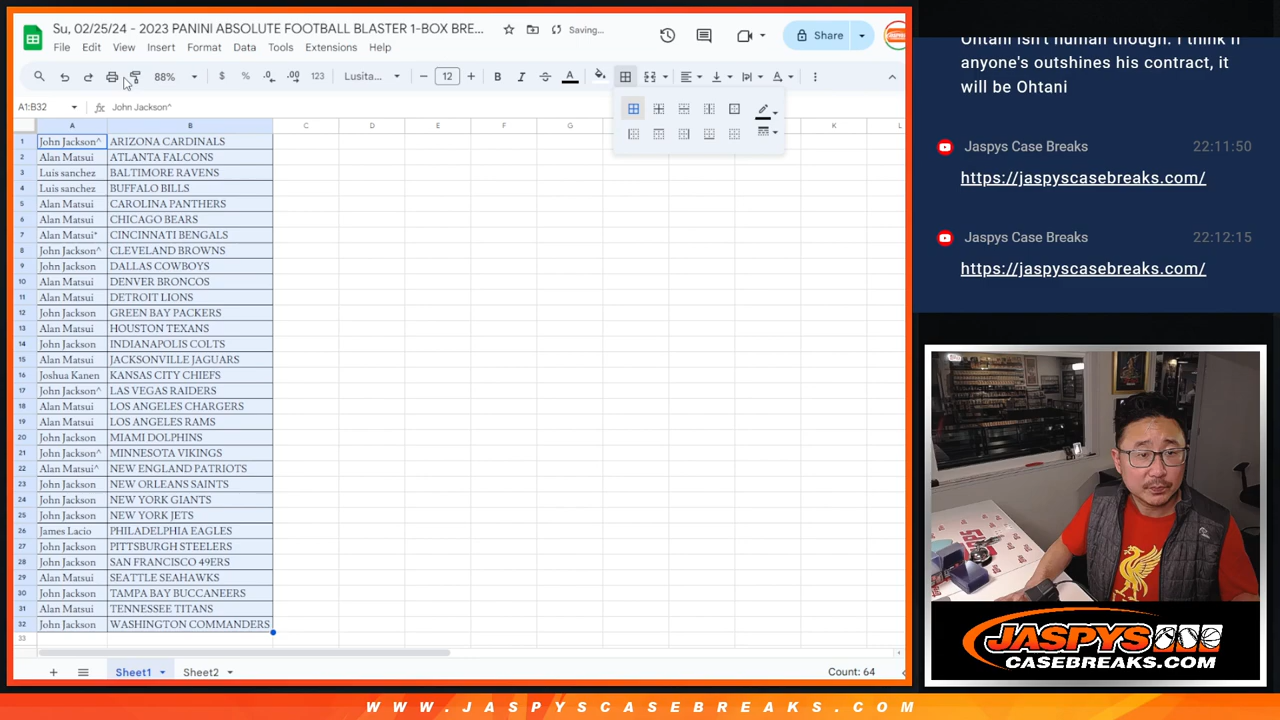 Su, 02/25/24 - 2023 PANINI ABSOLUTE FOOTBALL BLASTER 1-BOX BRE...
Saving...
File Edit View Insert Format Data Tools Extensions Help
Share
88% $ % .0 .00 123 Lusita... 12 B I A
A1:B32 fx John Jackson^
A B C D E F G K L
1 John Jackson^ ARIZONA CARDINALS
2 Alan Matsui ATLANTA FALCONS
3 Luis sanchez BALTIMORE RAVENS
4 Luis sanchez BUFFALO BILLS
5 Alan Matsui CAROLINA PANTHERS
6 Alan Matsui CHICAGO BEARS
7 Alan Matsui* CINCINNATI BENGALS
8 John Jackson^ CLEVELAND BROWNS
9 John Jackson DALLAS COWBOYS
10 Alan Matsui DENVER BRONCOS
11 Alan Matsui DETROIT LIONS
12 John Jackson GREEN BAY PACKERS
13 Alan Matsui HOUSTON TEXANS
14 John Jackson INDIANAPOLIS COLTS
15 Alan Matsui JACKSONVILLE JAGUARS
16 Joshua Kanen KANSAS CITY CHIEFS
17 John Jackson^ LAS VEGAS RAIDERS
18 Alan Matsui LOS ANGELES CHARGERS
19 Alan Matsui LOS ANGELES RAMS
20 John Jackson MIAMI DOLPHINS
21 John Jackson^ MINNESOTA VIKINGS
22 Alan Matsui^ NEW ENGLAND PATRIOTS
23 John Jackson NEW ORLEANS SAINTS
24 John Jackson NEW YORK GIANTS
25 John Jackson NEW YORK JETS
26 James Lacio PHILADELPHIA EAGLES
27 John Jackson PITTSBURGH STEELERS
28 John Jackson SAN FRANCISCO 49ERS
29 Alan Matsui SEATTLE SEAHAWKS
30 John Jackson TAMPA BAY BUCCANEERS
31 Alan Matsui TENNESSEE TITANS
32 John Jackson WASHINGTON COMMANDERS
33
Sheet1 Sheet2 Count: 64
Ohtani isn't human though. I think if
anyone's outshines his contract, it
will be Ohtani
Jaspys Case Breaks 22:11:50
https://jaspyscasebreaks.com/
Jaspys Case Breaks 22:12:15
https://jaspyscasebreaks.com/
JASPYS
CASEBREAKS.COM
WWW.JASPYSCASEBREAKS.COM